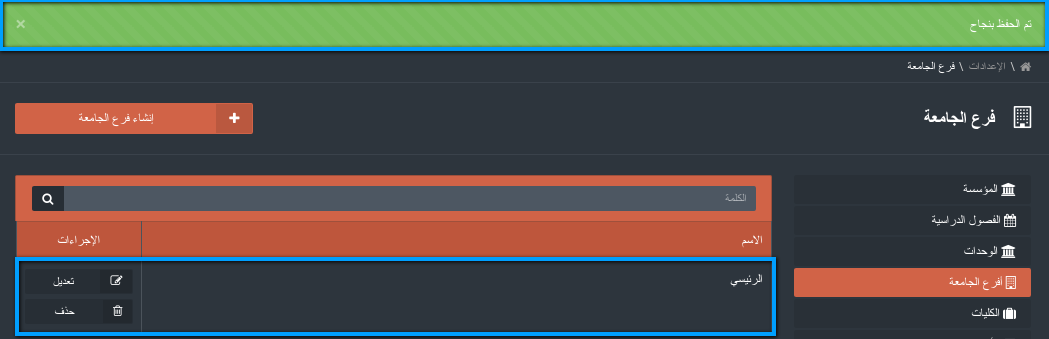 تم الحفظ بنجاح ×
\ الإعدادات \ فرع الجامعة
فرع الجامعة
إنشاء فرع الجامعة
المؤسسة
الفصول الدراسية
الوحدات
أفرع الجامعة
الكليات
الكلمة
الاسم الإجراءات
الرئيسي تعديل
حذف